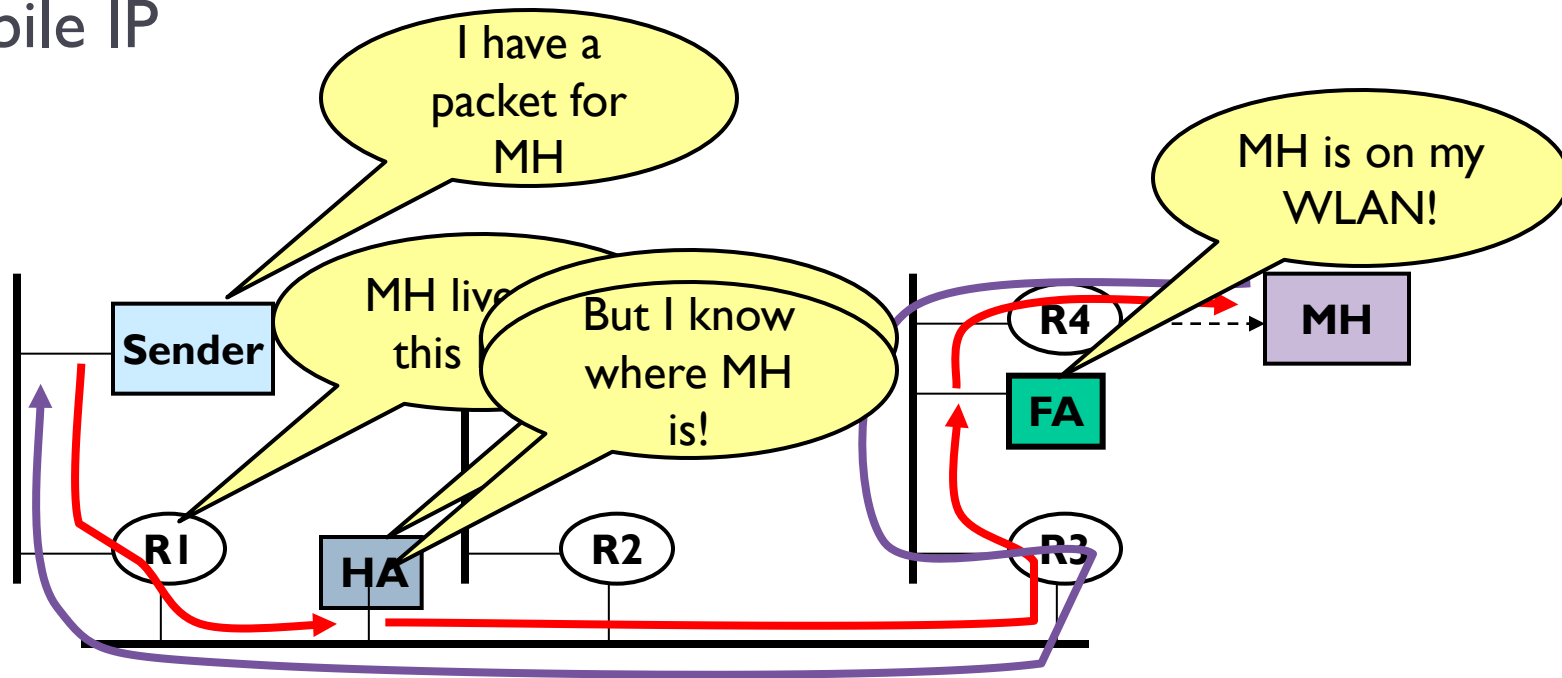 bile IP
I have a
packet for
MH
MH is on my
WLAN!
MH live
this
But I know
where MH
is!
Sender
R4
MH
FA
R1
HA
R2
R3